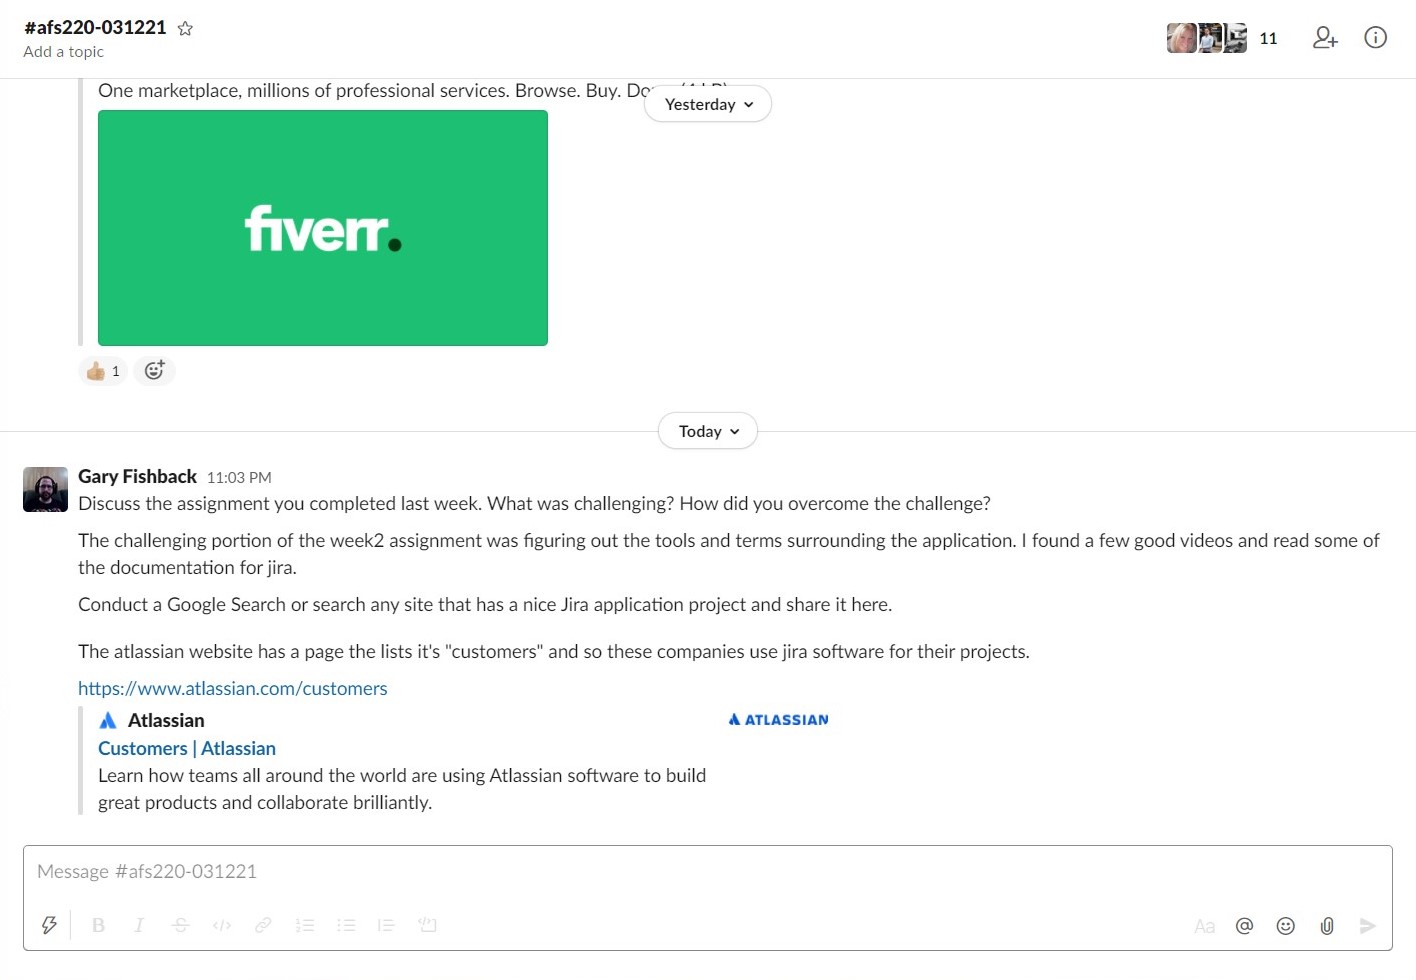 #afs220-031221
Add a topic
11
One marketplace, millions of professional services. Browse. Buy.
Yesterday
fiverr.
1
Today
Gary Fishback 11:03 PM
Discuss the assignment you completed last week. What was challenging? How did you overcome the challenge?
The challenging portion of the week2 assignment was figuring out the tools and terms surrounding the application. I found a few good videos and read some of
the documentation for jira.
Conduct a Google Search or search any site that has a nice Jira application project and share it here.
The atlassian website has a page the lists it's "customers" and so these companies use jira software for their projects.
https://www.atlassian.com/customers
Atlassian
ATLASSIAN
Customers | Atlassian
Learn how teams all around the world are using Atlassian software to build
great products and collaborate brilliantly.
Message #afs220-031221
B I S </> Aa @